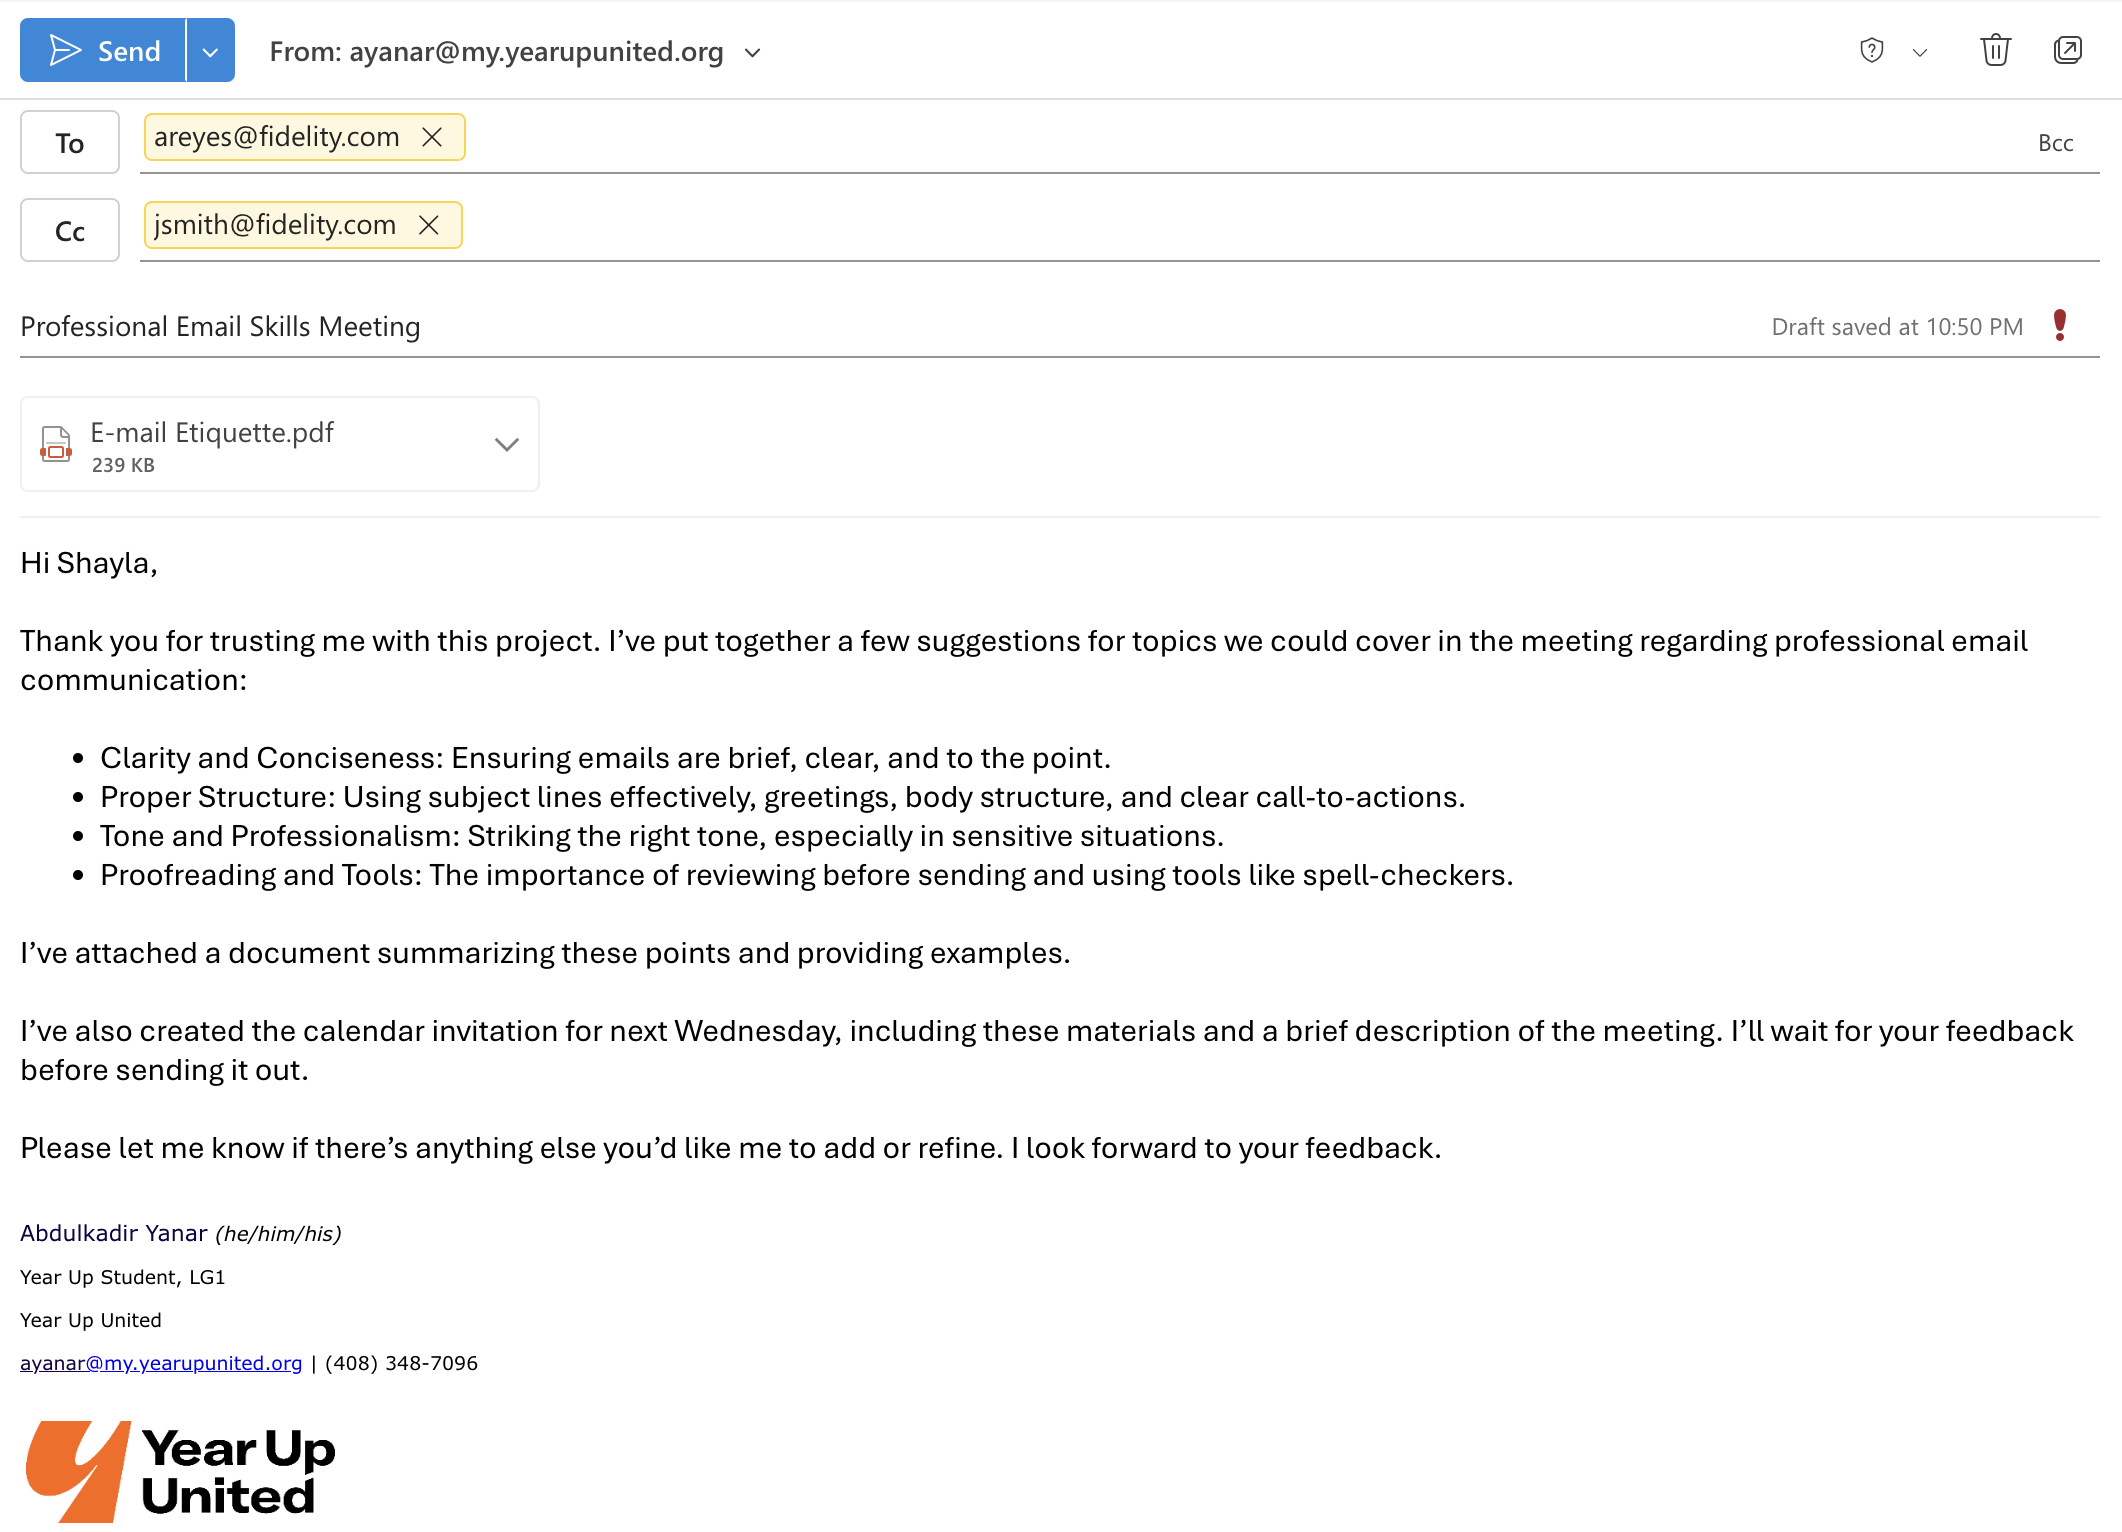 Send
From: ayanar@my.yearupunited.org
To
areyes@fidelity.com
Bcc
Cc
jsmith@fidelity.com
Professional Email Skills Meeting
Draft saved at 10:50 PM
E-mail Etiquette.pdf
239 KB
Hi Shayla,
Thank you for trusting me with this project. I’ve put together a few suggestions for topics we could cover in the meeting regarding professional email
communication:
• Clarity and Conciseness: Ensuring emails are brief, clear, and to the point.
• Proper Structure: Using subject lines effectively, greetings, body structure, and clear call-to-actions.
• Tone and Professionalism: Striking the right tone, especially in sensitive situations.
• Proofreading and Tools: The importance of reviewing before sending and using tools like spell-checkers.
I’ve attached a document summarizing these points and providing examples.
I’ve also created the calendar invitation for next Wednesday, including these materials and a brief description of the meeting. I’ll wait for your feedback
before sending it out.
Please let me know if there’s anything else you’d like me to add or refine. I look forward to your feedback.
Abdulkadir Yanar (he/him/his)
Year Up Student, LG1
Year Up United
ayanar@my.yearupunited.org | (408) 348-7096
Year Up
United